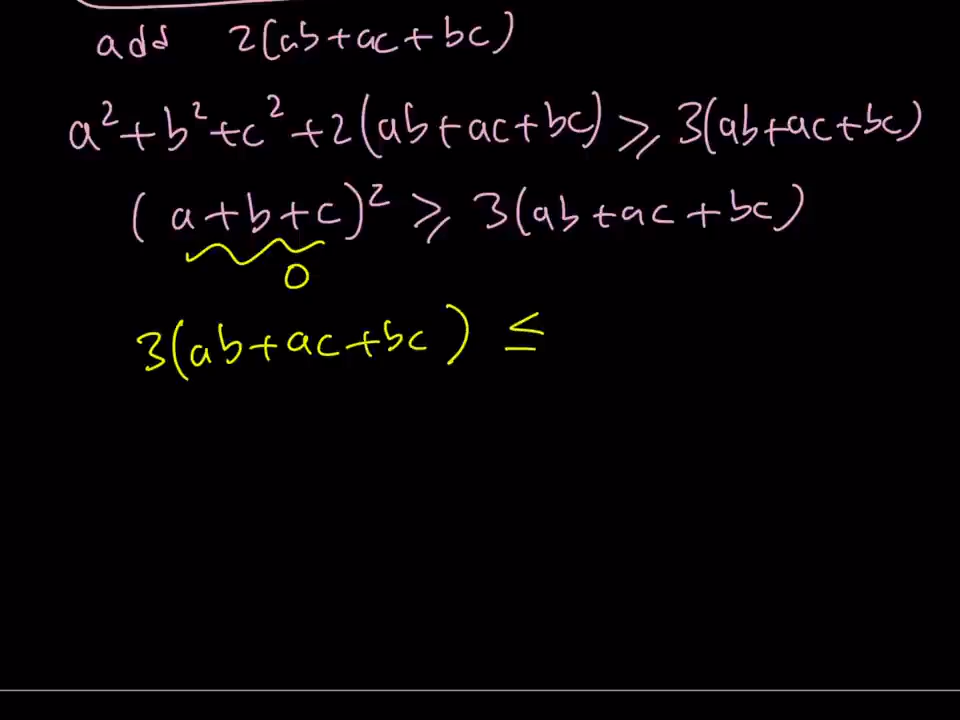 add 2(ab+ac+bc)
a²+b²+c²+2(ab+ac+bc) ⩾ 3(ab+ac+bc)
(a+b+c)² ⩾ 3(ab+ac+bc)
0
3(ab+ac+bc) ≤